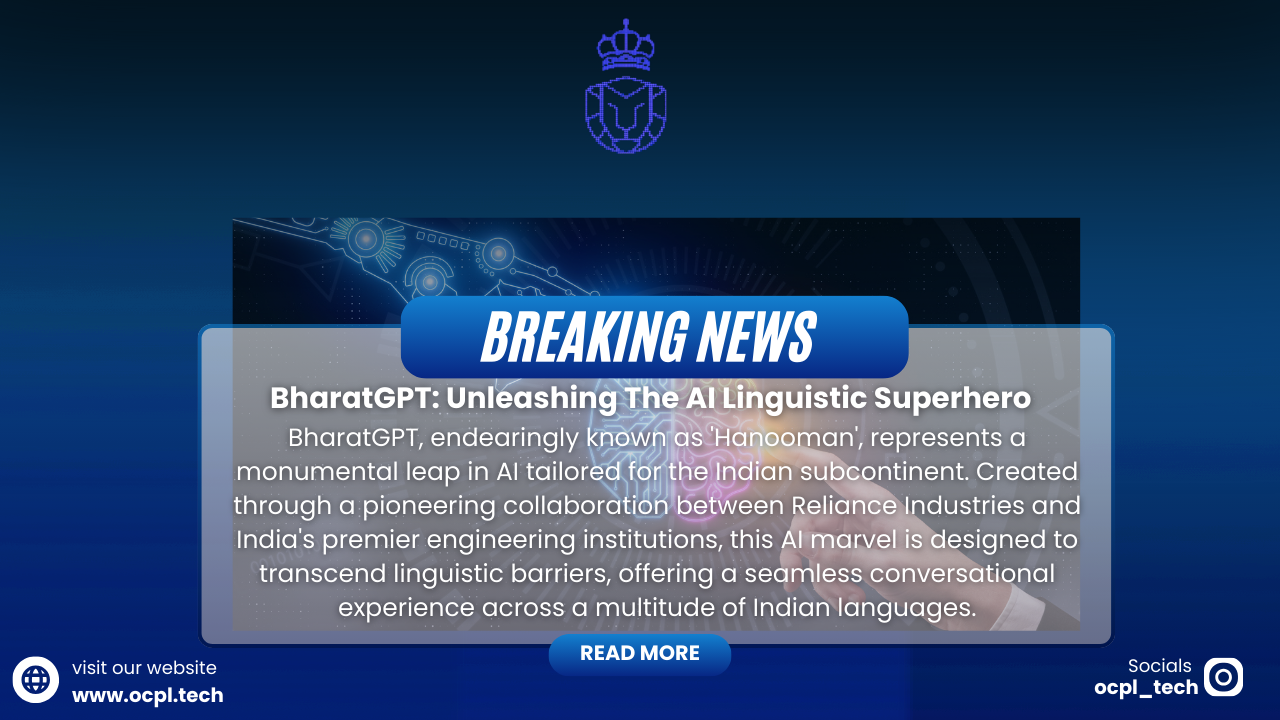 BREAKING NEWS
BharatGPT: Unleashing The AI Linguistic Superhero
BharatGPT, endearingly known as 'Hanooman', represents a
monumental leap in AI tailored for the Indian subcontinent. Created
through a pioneering collaboration between Reliance Industries and
India's premier engineering institutions, this AI marvel is designed to
transcend linguistic barriers, offering a seamless conversational
experience across a multitude of Indian languages.
READ MORE
visit our website
www.ocpl.tech
Socials
ocpl_tech